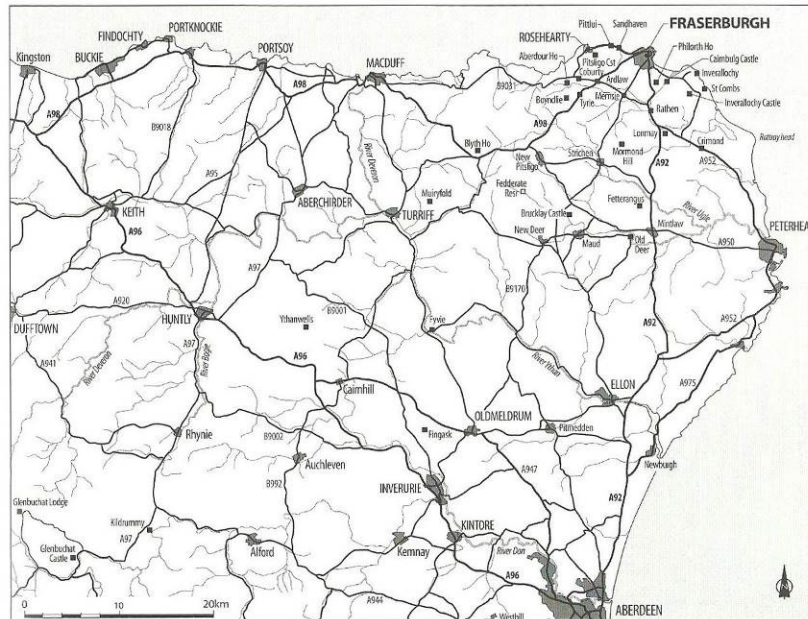 PORTKNOCKIE
FINDOCHTY
Kingston
BUCKIE
PORTSOY
MACDUFF
Pittlui
Sandhaven
ROSEHEARTY
FRASERBURGH
Aberdour Ho
Pitsligo Cst
Coburty
Philorth Ho
Cairnbulg Castle
Inverallochy
St Combs
Inverallochy Castle
Ardlaw
Memsie
Boyndlie
Tyrie
Rathen
A98
A98
B9031
A98
B9018
A95
Lonmay
Crimond
Rattray head
Blyth Ho
New
Pitsligo
Strichen
Mormond
Hill
A92
A952
River Deveron
ABERCHIRDER
Muiryfold
Fedderate
Resr
Fetterangus
River Ugie
KEITH
TURRIFF
Brucklay Castle
PETERHEA
A96
New Deer
Maud
Old
Deer
Mintlaw
A950
A97
B9170
A920
Ythanwells
B9001
DUFFTOWN
HUNTLY
Fyvie
A92
A952
A941
River Deveron
A97
River Bogie
A96
River Ythan
A975
Cairnhill
ELLON
OLDMELDRUM
Pitmedden
Rhynie
B9002
Fingask
Newburgh
Auchleven
A947
B992
INVERURIE
A92
Glenbuchat Lodge
Kildrummy
A97
KINTORE
River Don
Glenbuchat
Castle
Alford
Kemnay
A96
A944
ABERDEEN
Westhill
0
10
20km
N